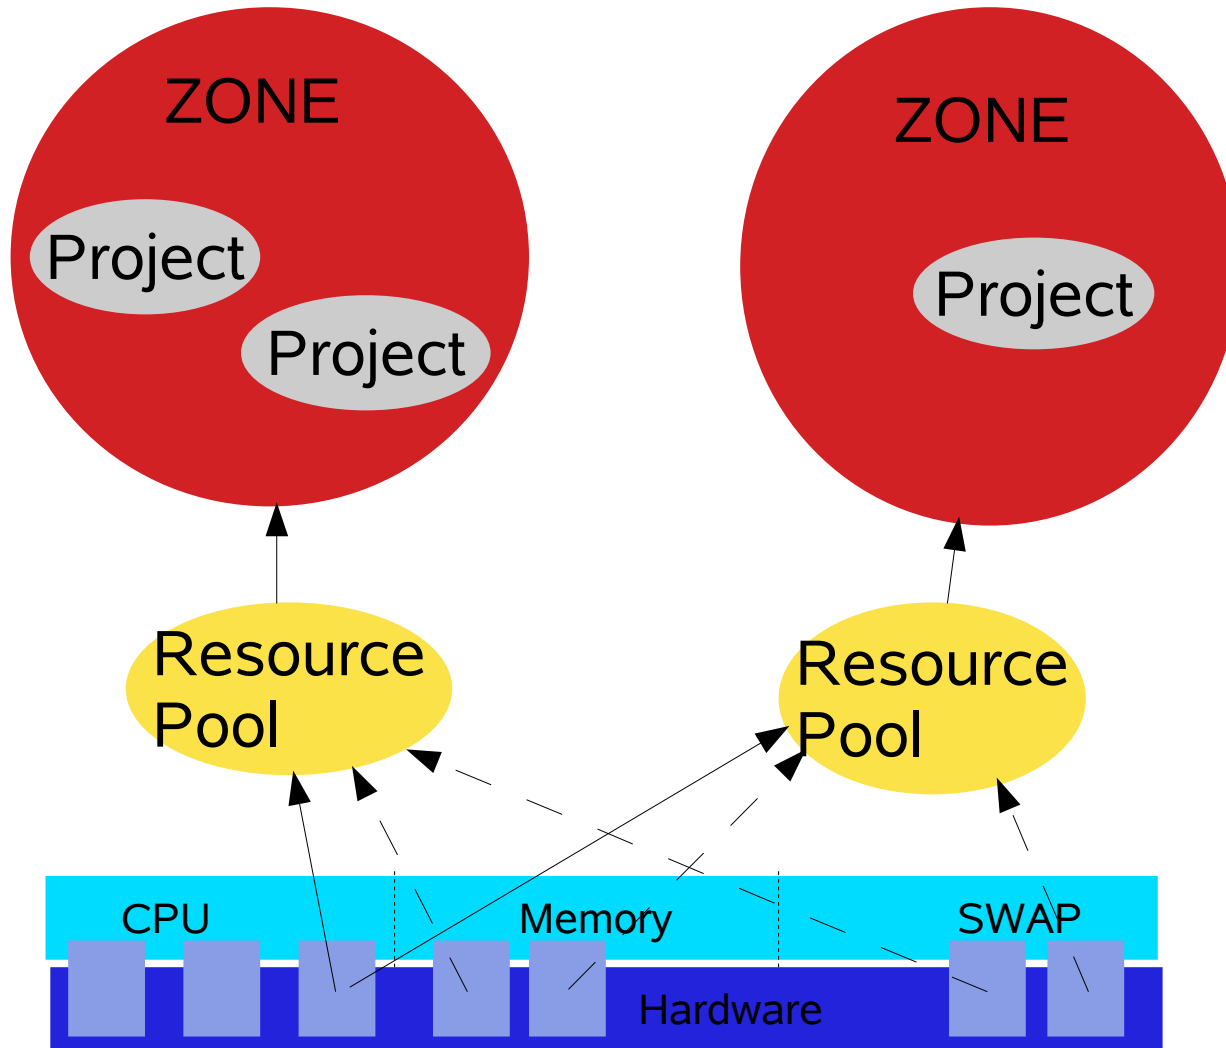 ZONE
ZONE
Project
Project
Project
Resource
Pool
Resource
Pool
CPU
Memory
SWAP
Hardware